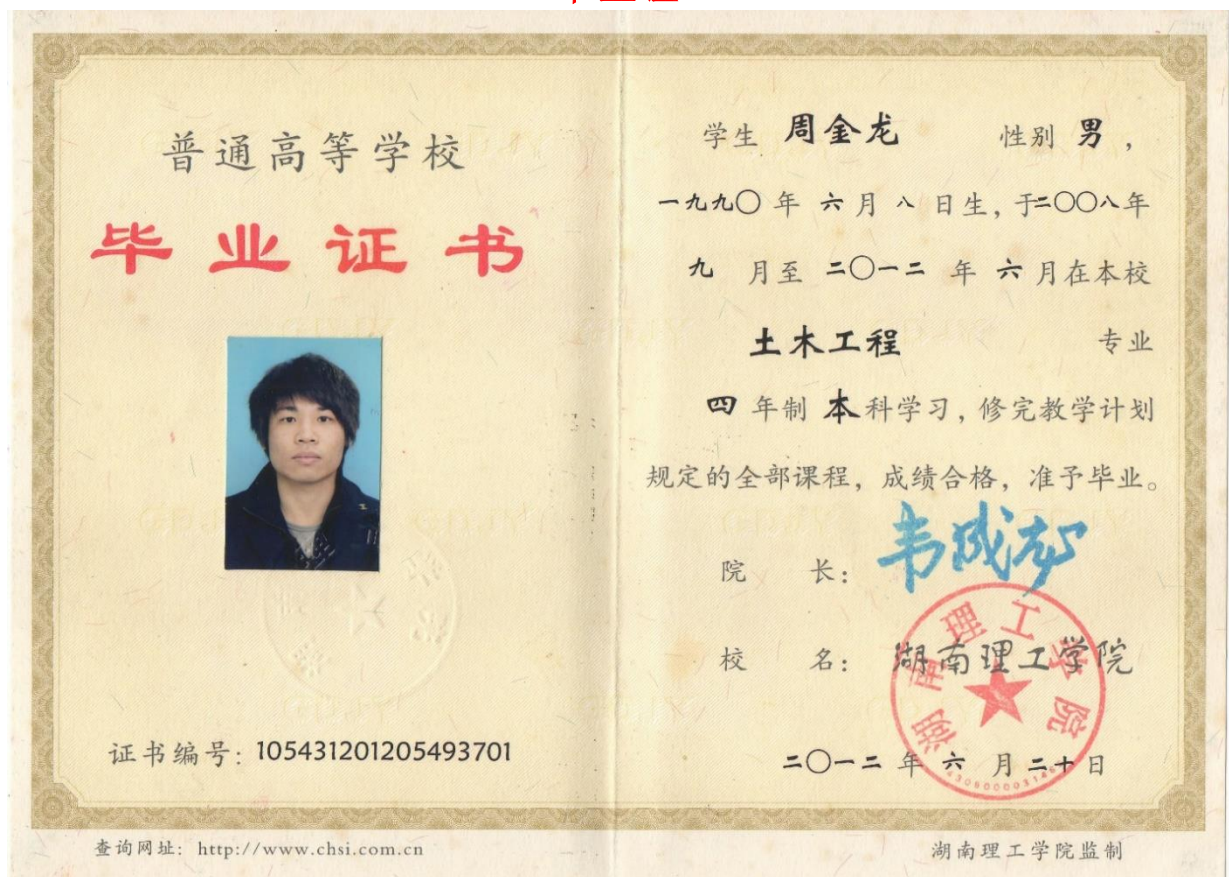 普通高等学校
毕业证书
证书编号：105431201205493701
查询网址：http://www.chsi.com.cn
学生 周金龙 性别 男，
一九九〇年 六月 八 日生，于二〇〇八年
九 月至 二〇一二 年 六 月在本校
土木工程 专业
四 年制 本科学习，修完教学计划
规定的全部课程，成绩合格，准予毕业。
院 长：
校 名：湖南理工学院
湖南理工学院
二〇一二 年 六 月 二十日
湖南理工学院监制